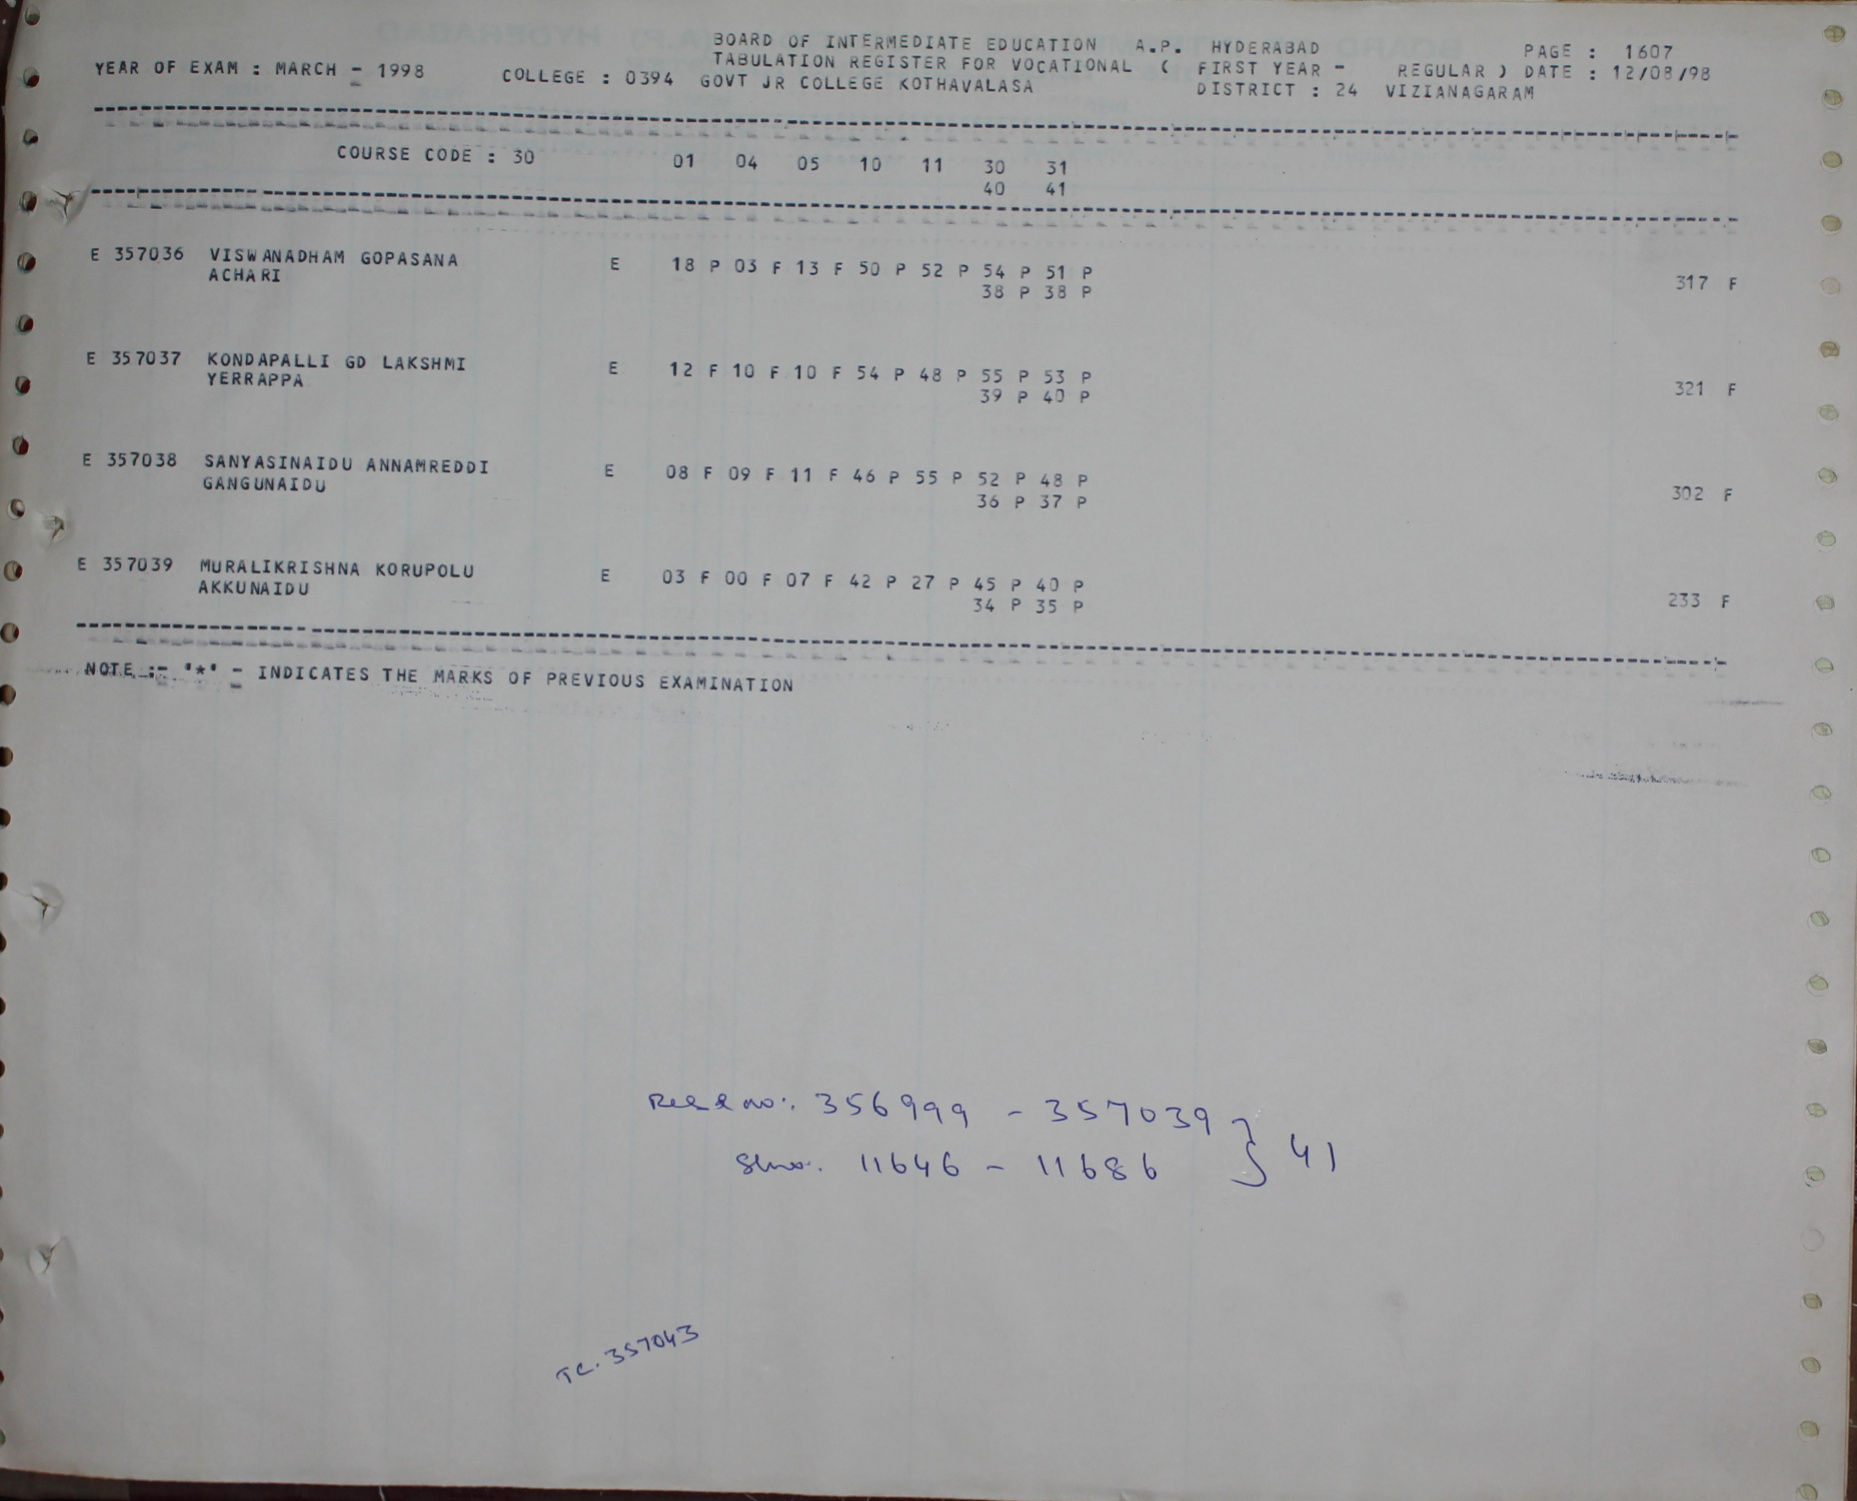 BOARD OF INTERMEDIATE EDUCATION A.P. HYDERABAD PAGE : 1607
YEAR OF EXAM : MARCH - 1998 TABULATION REGISTER FOR VOCATIONAL ( FIRST YEAR - REGULAR ) DATE : 12/08/98
COLLEGE : 0394 GOVT JR COLLEGE KOTHAVALASA DISTRICT : 24 VIZIANAGARAM
COURSE CODE : 30 01 04 05 10 11 30 31
40 41
E 357036 VISWANADHAM GOPASANA E 18 P 03 F 13 F 50 P 52 P 54 P 51 P
ACHARI 38 P 38 P 317 F
E 357037 KONDAPALLI GD LAKSHMI E 12 F 10 F 10 F 54 P 48 P 55 P 53 P
YERRAPPA 39 P 40 P 321 F
E 357038 SANYASINAIDU ANNAMREDDI E 08 F 09 F 11 F 46 P 55 P 52 P 48 P
GANGUNAIDU 36 P 37 P 302 F
E 357039 MURALIKRISHNA KORUPOLU E 03 F 00 F 07 F 42 P 27 P 45 P 40 P
AKKUNAIDU 34 P 35 P 233 F
NOTE :- '*' - INDICATES THE MARKS OF PREVIOUS EXAMINATION
no: 356999 - 357039 } 41
Slno. 11646 - 11686
TC. 357043